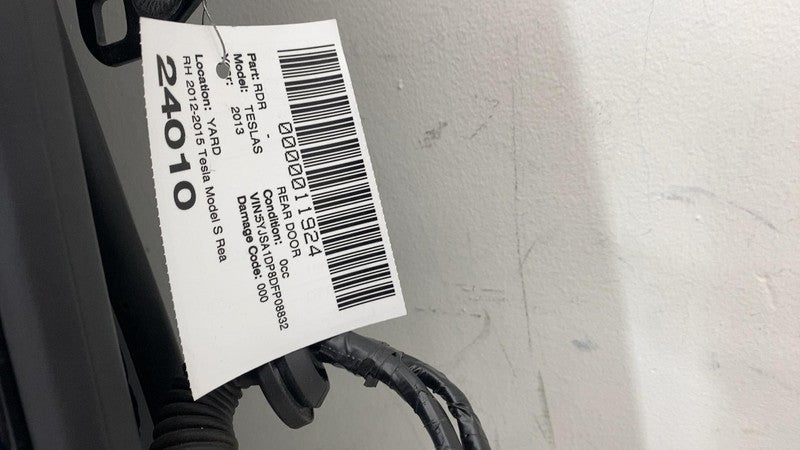 0000011924
Part: RDR - REAR DOOR
Model: TESLAS Condition: 0cc
Year: 2013 VIN:5YJSA1DP8DFP08832
Damage Code: 000
Location: YARD
RH 2012-2015 Tesla Model S Rea
24010